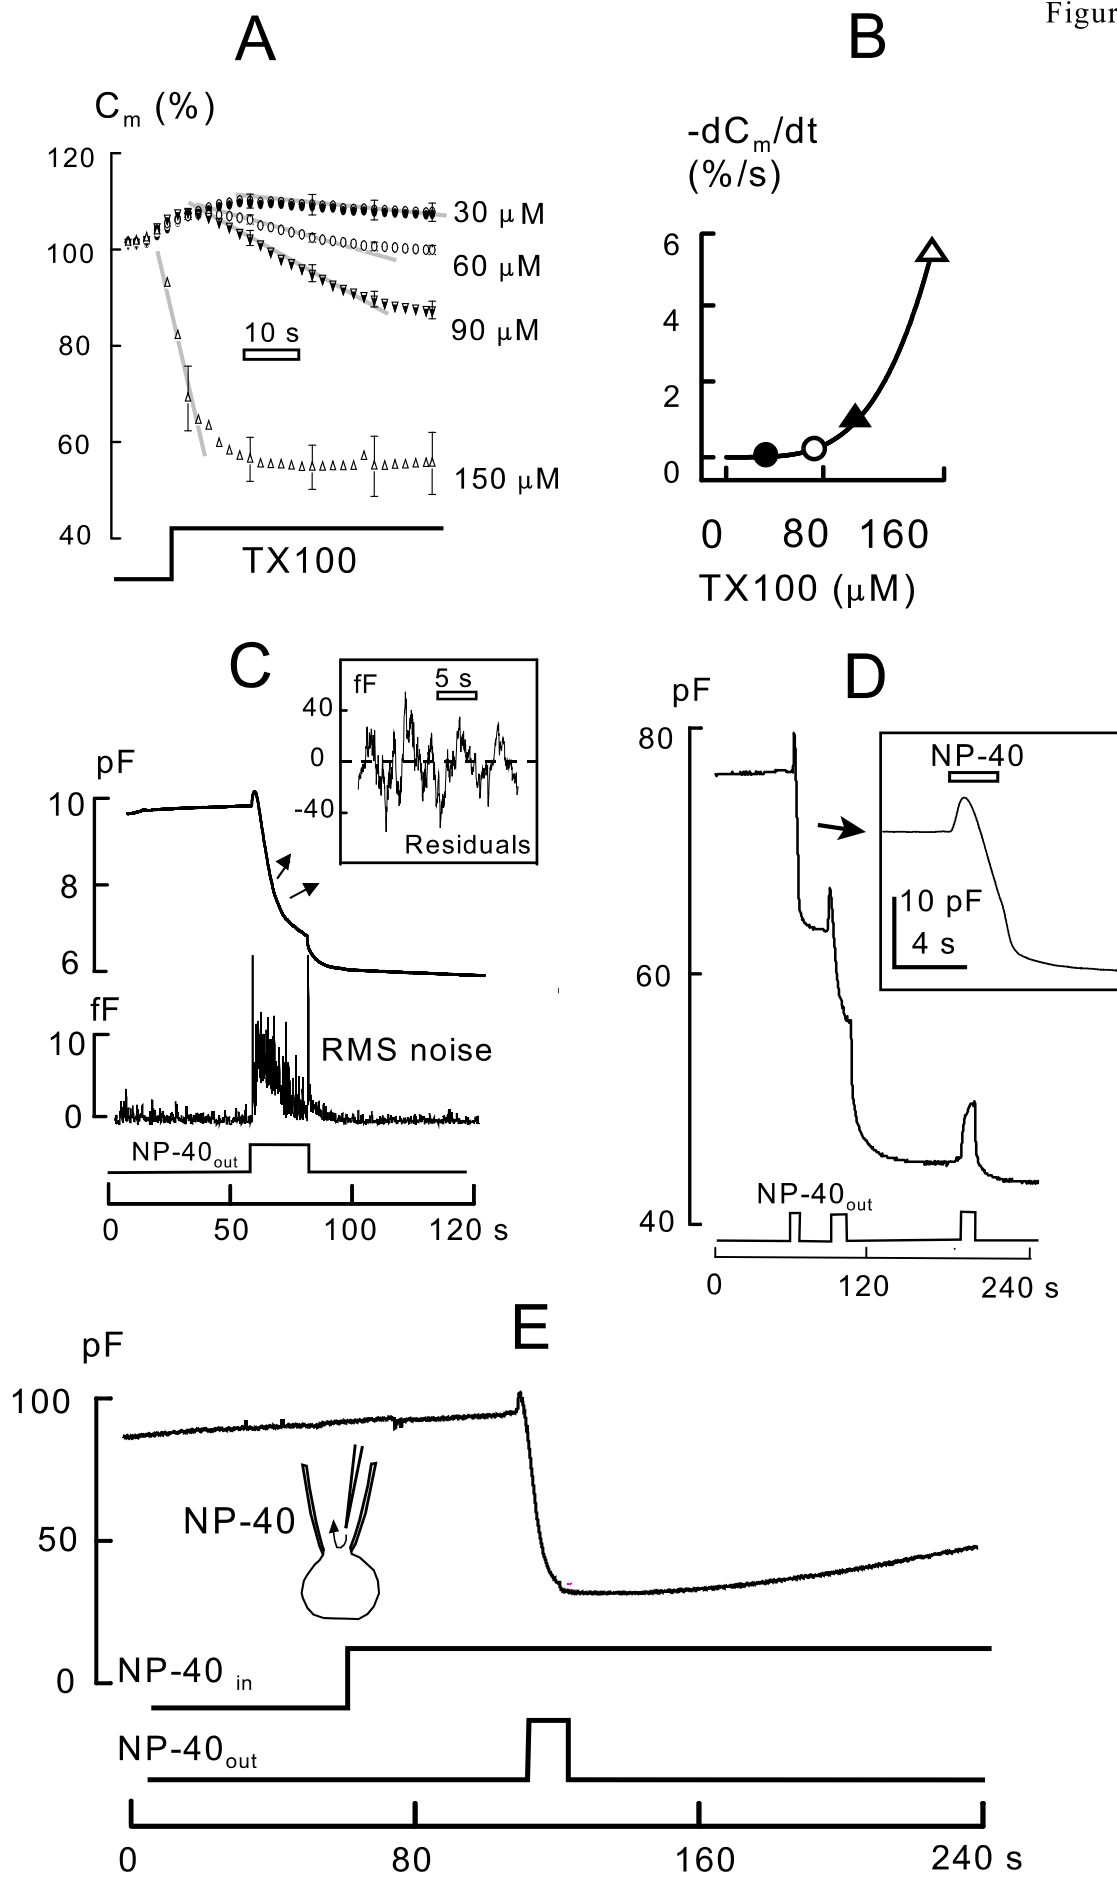 Figur
A
C_m (%)
120
100
80
60
40
30 μM
60 μM
90 μM
150 μM
10 s
TX100
B
-dC_m/dt
(%/s)
6
4
2
0
0 80 160
TX100 (μM)
C
pF
10
8
6
fF
40
0
-40
5 s
Residuals
fF
10
0
RMS noise
NP-40_out
0 50 100 120 s
D
pF
80
60
40
NP-40
10 pF
4 s
NP-40_out
0 120 240 s
E
pF
100
50
0
NP-40
NP-40 _in
NP-40_out
0 80 160 240 s